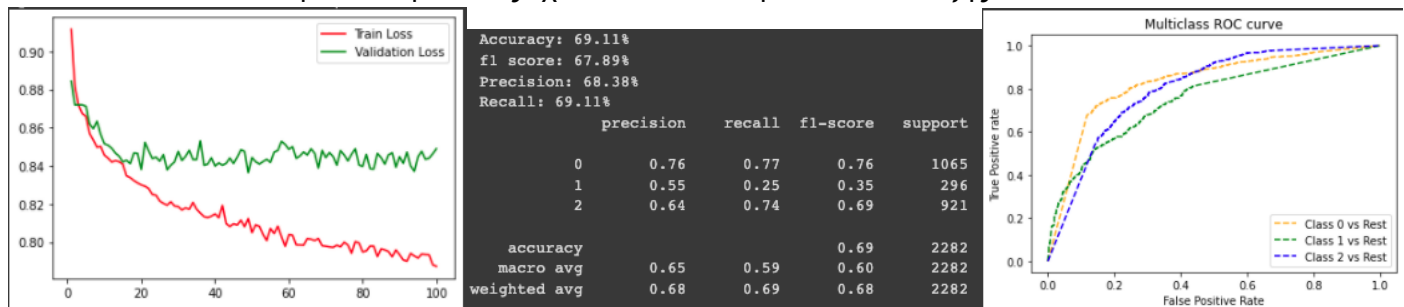 0.90
0.88
0.86
0.84
0.82
0.80
0 20 40 60 80 100
Train Loss
Validation Loss
Accuracy: 69.11%
f1 score: 67.89%
Precision: 68.38%
Recall: 69.11%
precision recall f1-score support
0 0.76 0.77 0.76 1065
1 0.55 0.25 0.35 296
2 0.64 0.74 0.69 921
accuracy 0.69 2282
macro avg 0.65 0.59 0.60 2282
weighted avg 0.68 0.69 0.68 2282
Multiclass ROC curve
True Positive rate
1.0
0.8
0.6
0.4
0.2
0.0
Class 0 vs Rest
Class 1 vs Rest
Class 2 vs Rest
0.0 0.2 0.4 0.6 0.8 1.0
False Positive Rate